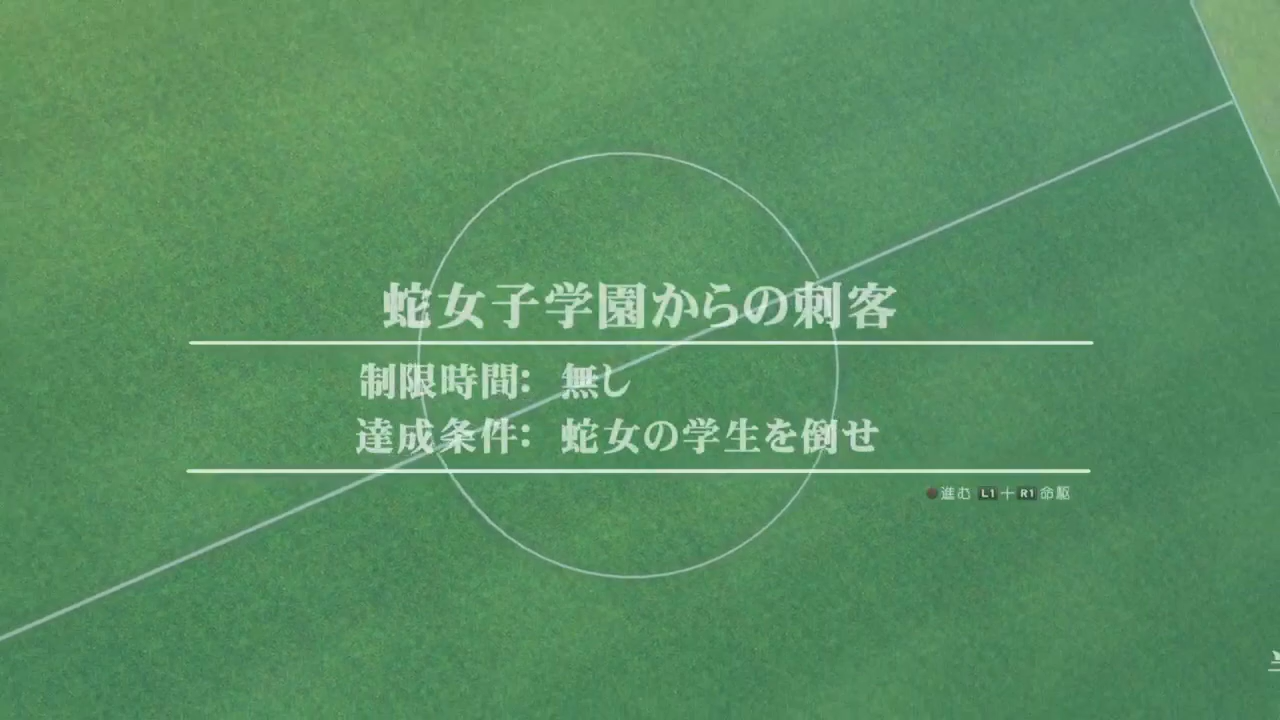 蛇女子学園からの刺客
制限時間： 無し
達成条件： 蛇女の学生を倒せ
進む L1＋R1 命駆